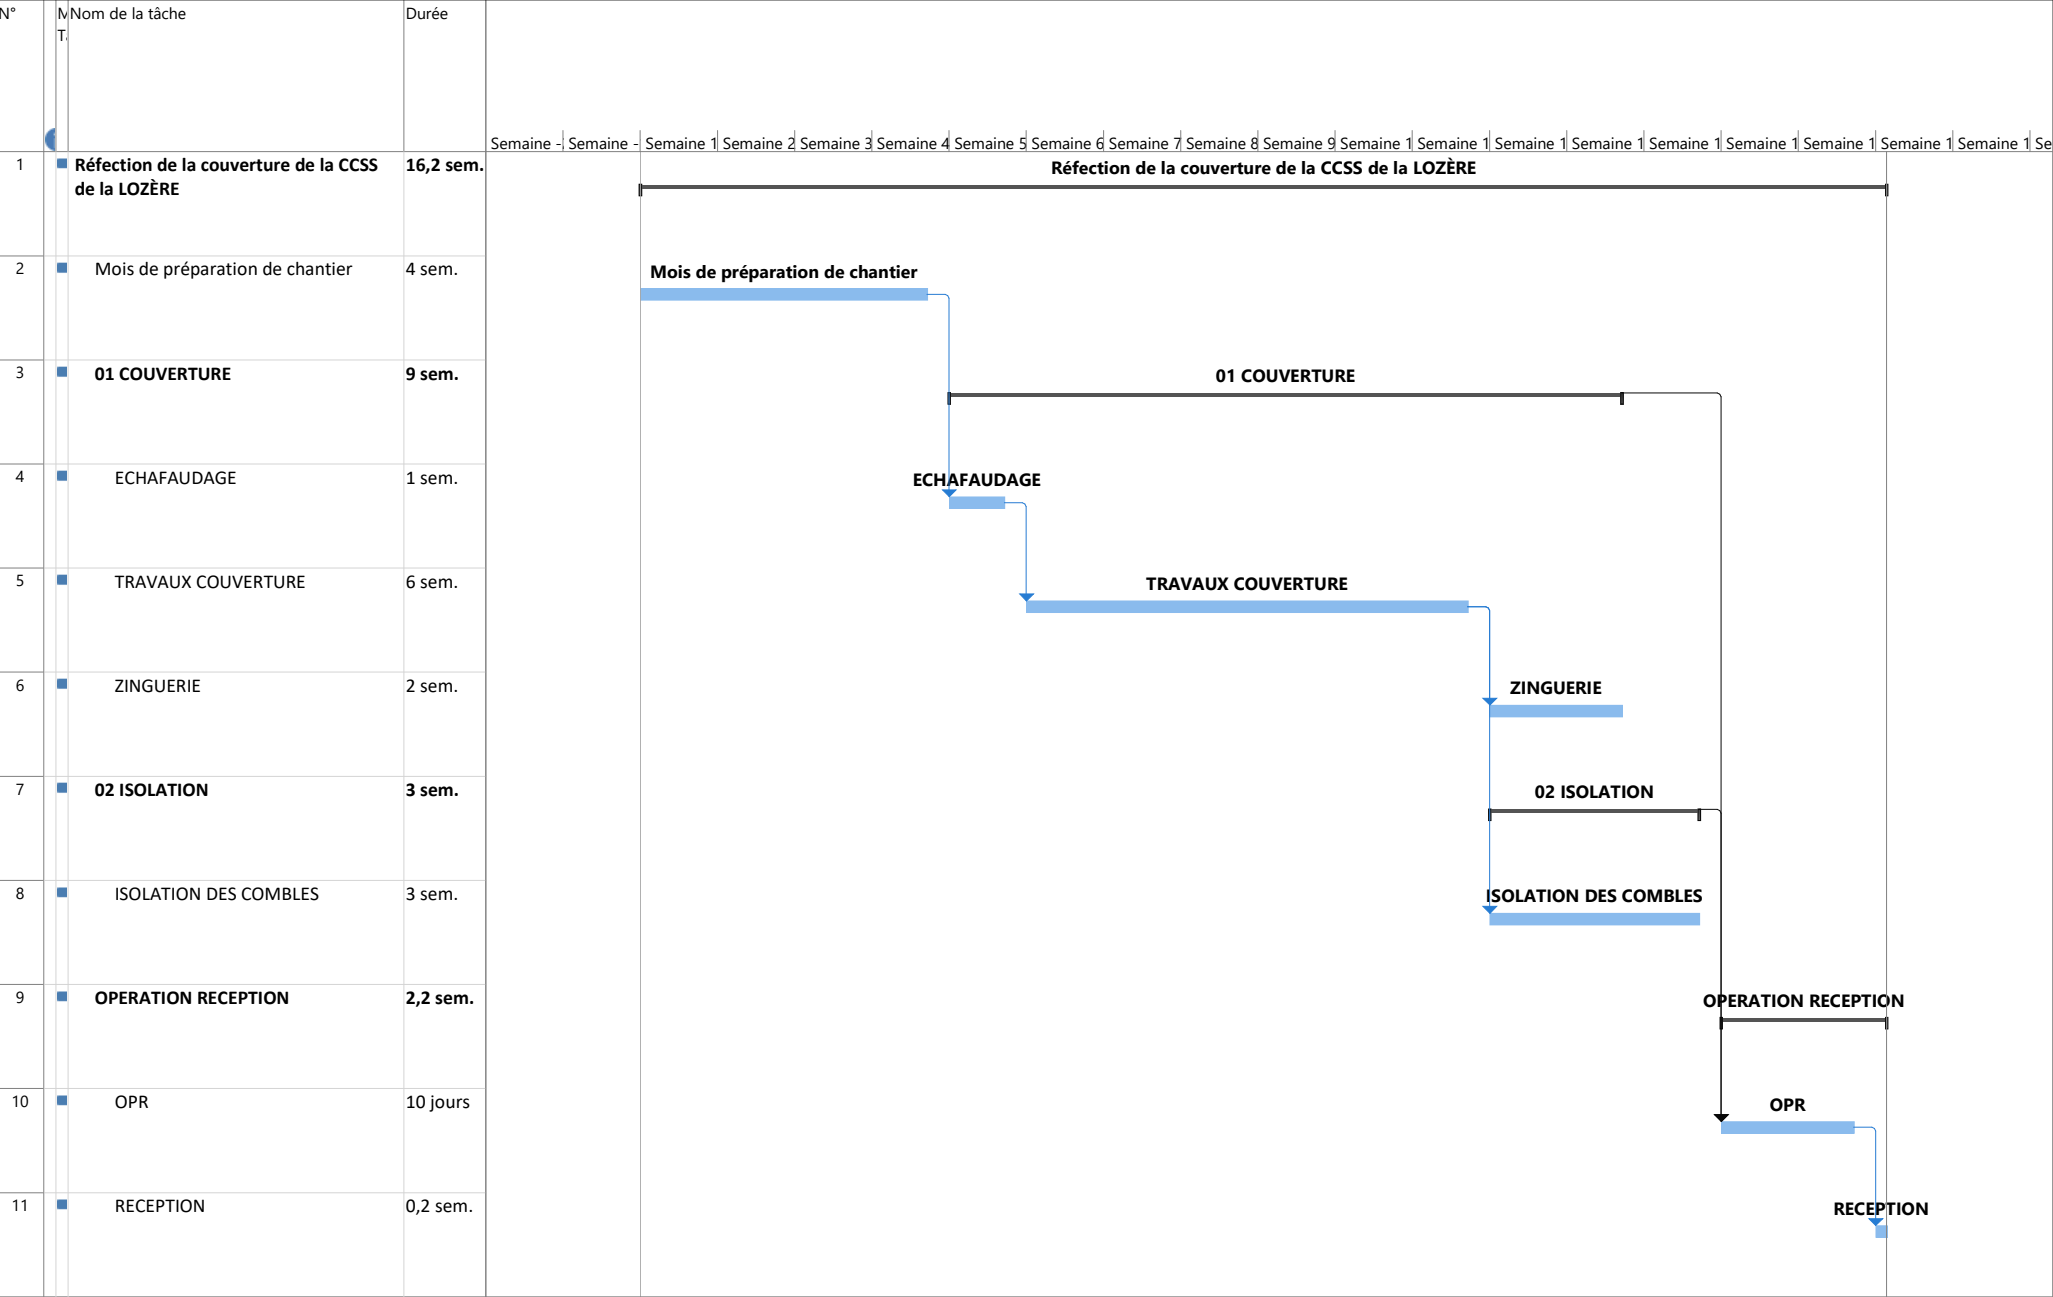 N° M Nom de la tâche Durée
T
Semaine - Semaine - Semaine 1 Semaine 2 Semaine 3 Semaine 4 Semaine 5 Semaine 6 Semaine 7 Semaine 8 Semaine 9 Semaine 1 Semaine 1 Semaine 1 Semaine 1 Semaine 1 Semaine 1 Semaine 1 Semaine 1 Semaine 1 Se
1 Réfection de la couverture de la CCSS 16,2 sem. Réfection de la couverture de la CCSS de la LOZÈRE
de la LOZÈRE
2 Mois de préparation de chantier 4 sem. Mois de préparation de chantier
3 01 COUVERTURE 9 sem. 01 COUVERTURE
4 ECHAFAUDAGE 1 sem. ECHAFAUDAGE
5 TRAVAUX COUVERTURE 6 sem. TRAVAUX COUVERTURE
6 ZINGUERIE 2 sem. ZINGUERIE
7 02 ISOLATION 3 sem. 02 ISOLATION
8 ISOLATION DES COMBLES 3 sem. ISOLATION DES COMBLES
9 OPERATION RECEPTION 2,2 sem. OPERATION RECEPTION
10 OPR 10 jours OPR
11 RECEPTION 0,2 sem. RECEPTION